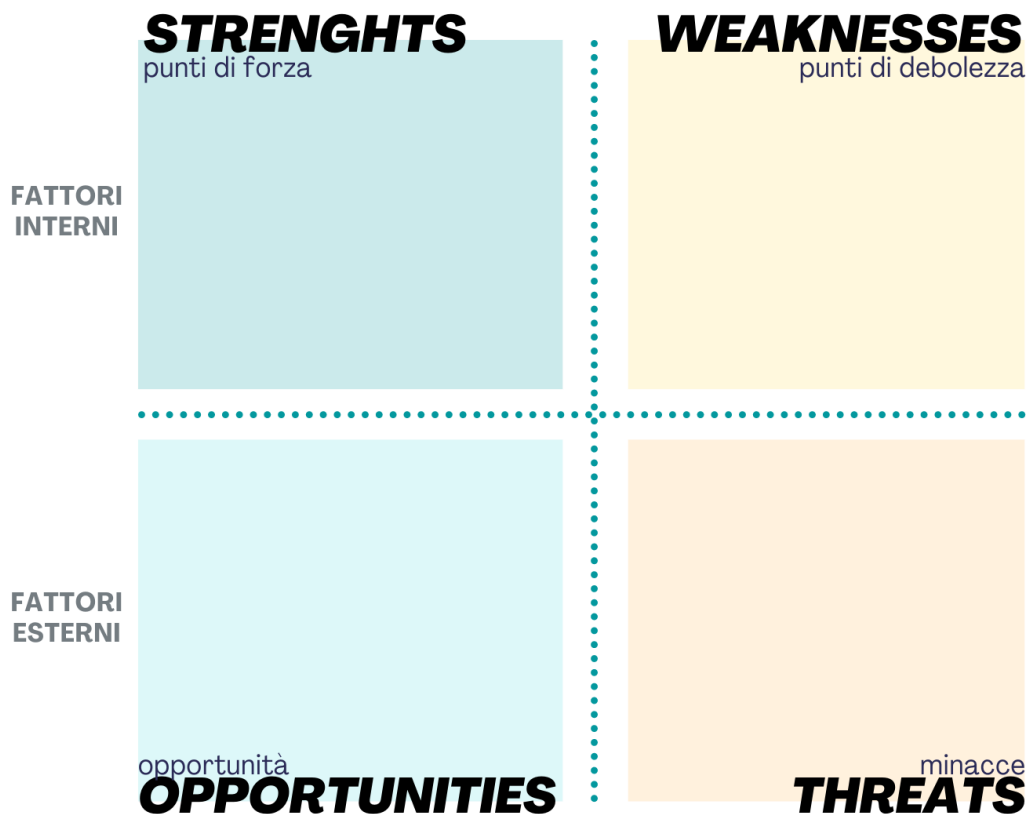 STRENGHTS
punti di forza
WEAKNESSES
punti di debolezza
FATTORI
INTERNI
FATTORI
ESTERNI
opportunità
OPPORTUNITIES
minacce
THREATS